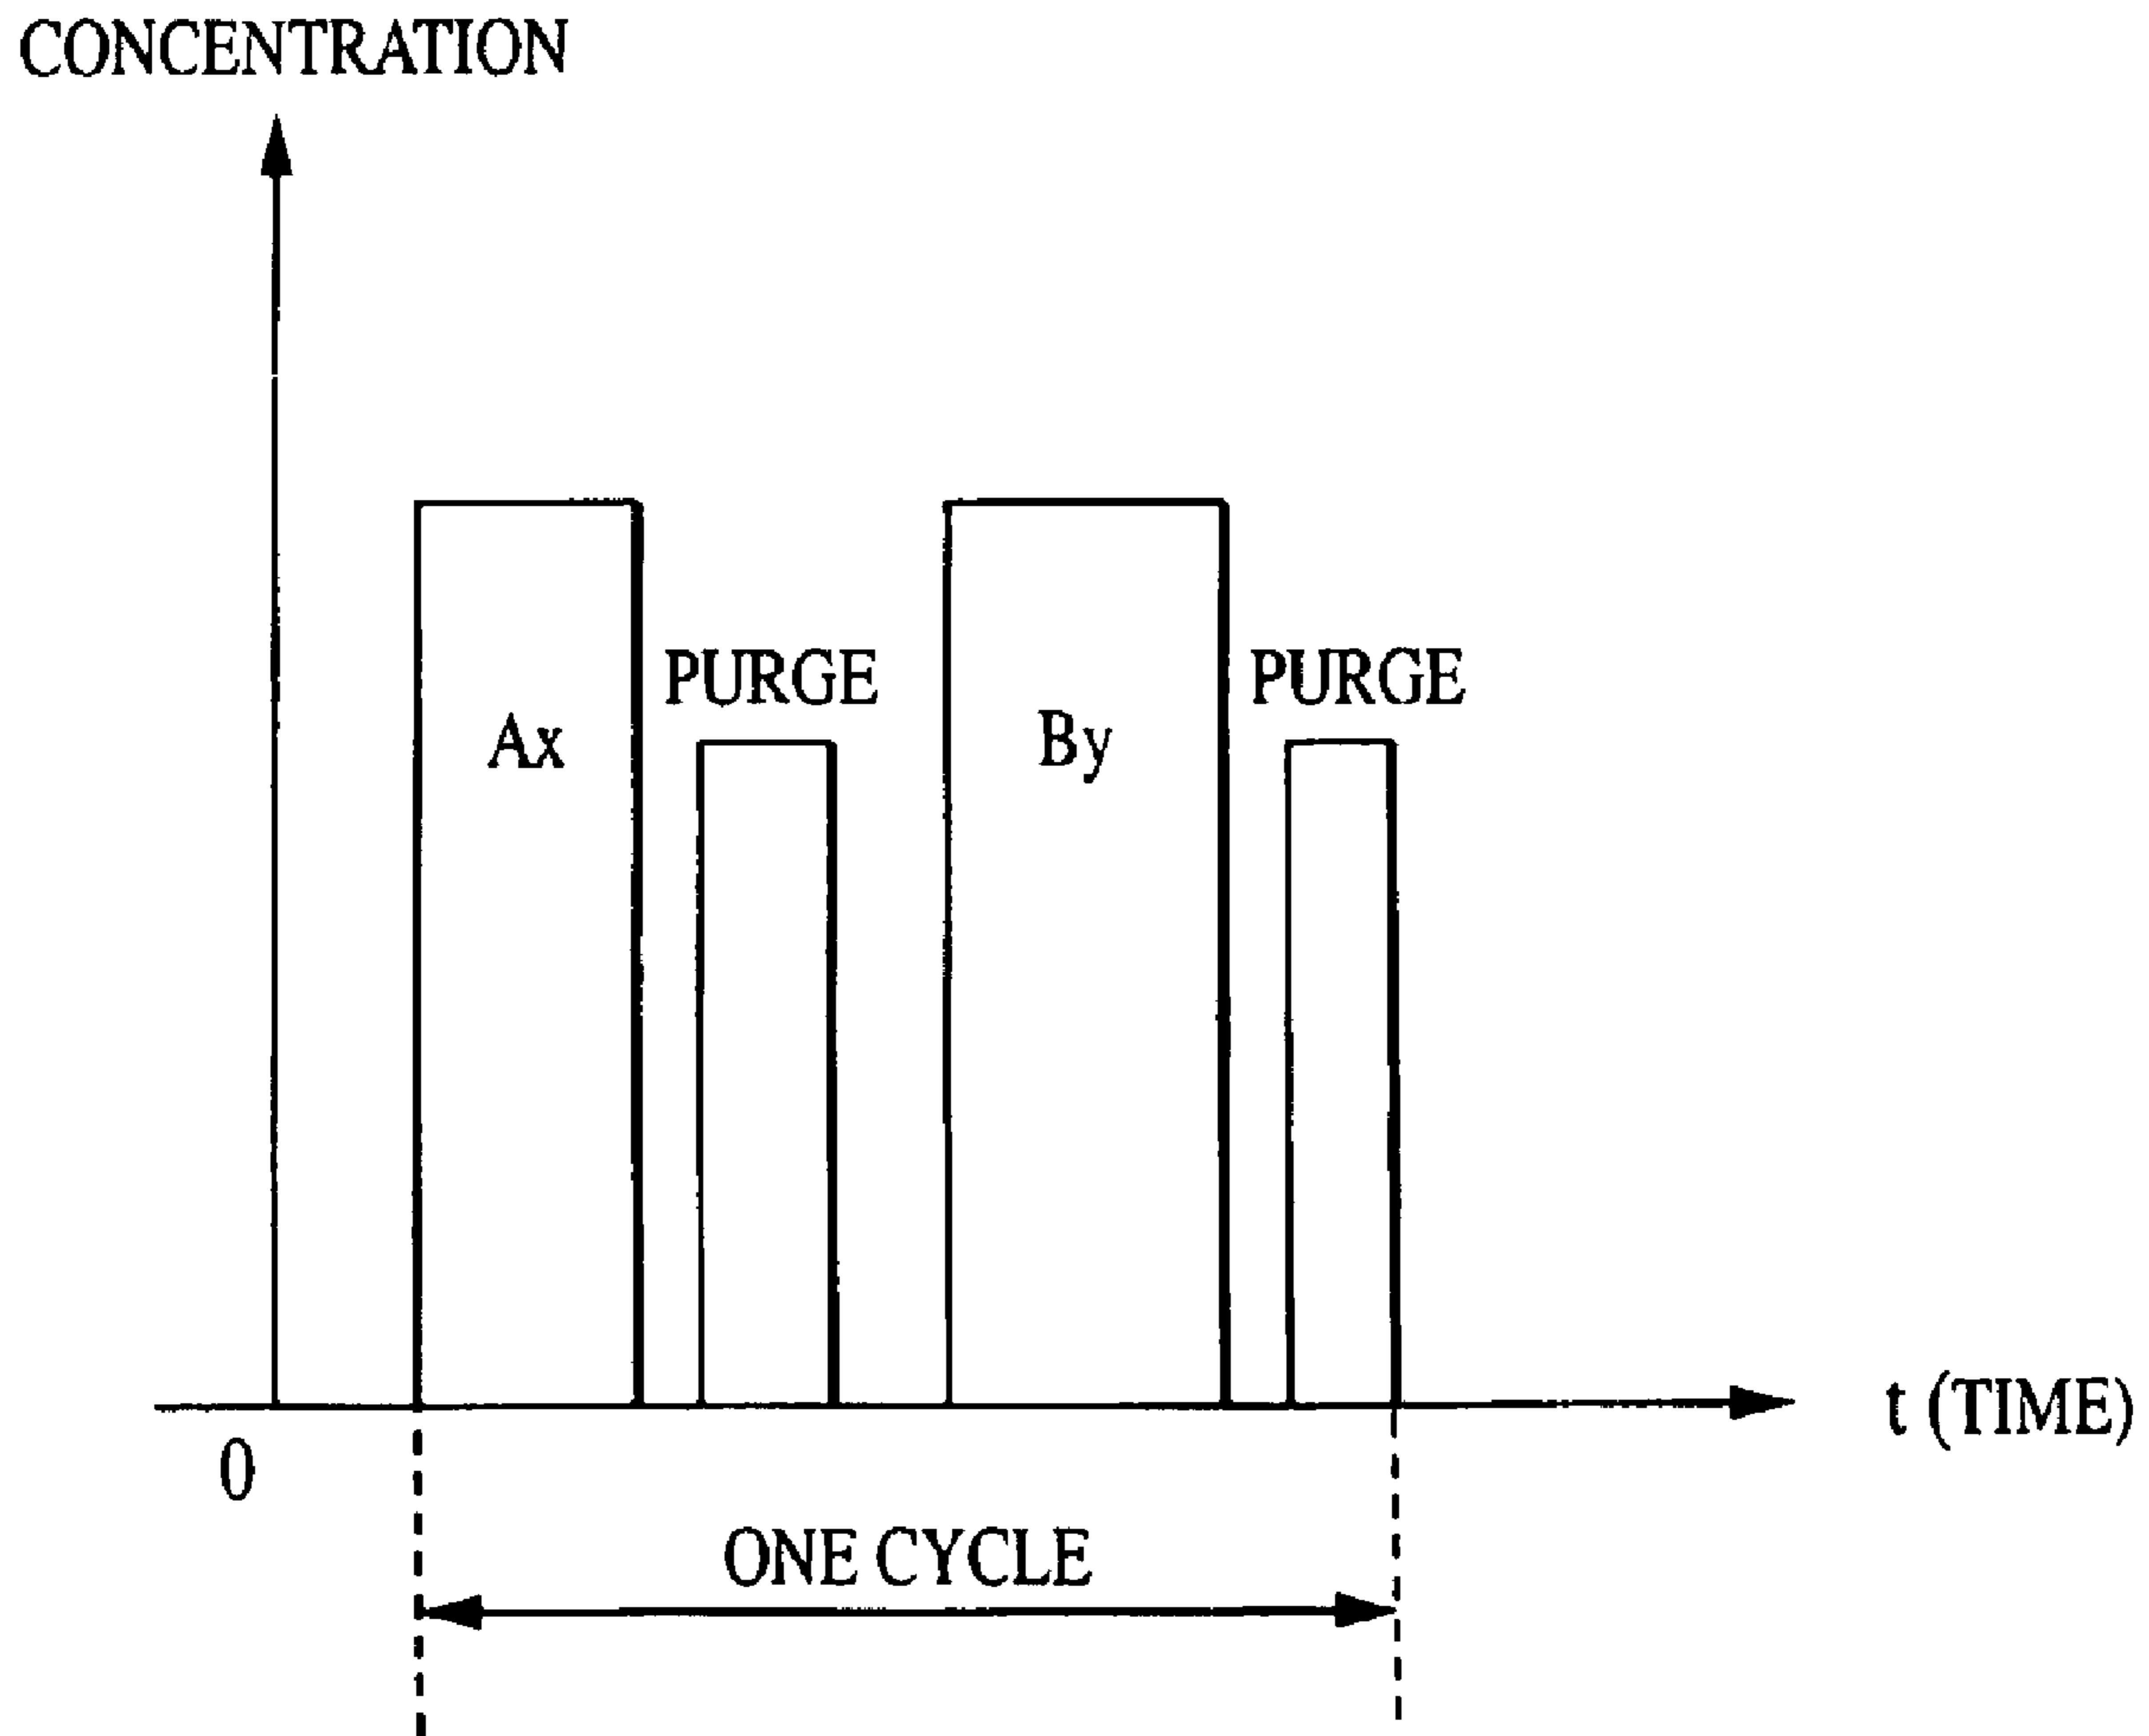 CONCENTRATION
PURGE
PURGE
Ax
By
t (TIME)
0
ONE CYCLE